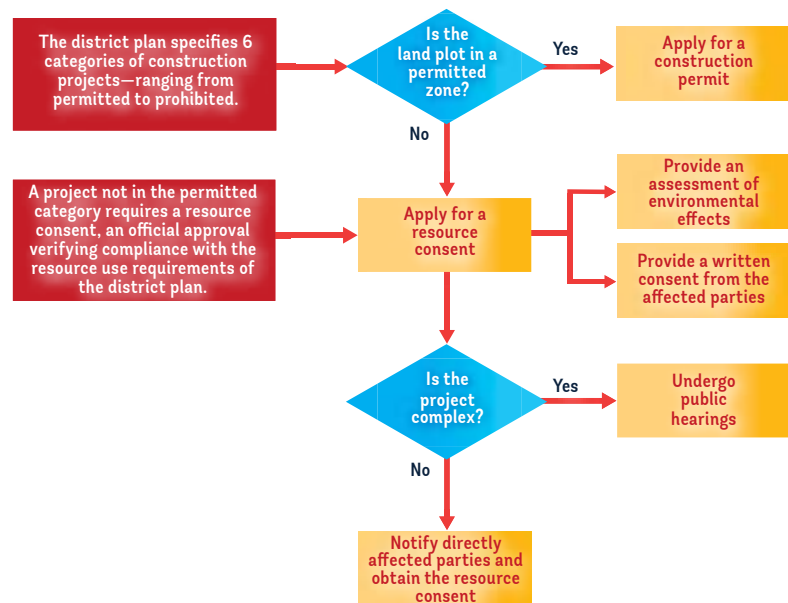 The district plan specifies 6
categories of construction
projects—ranging from
permitted to prohibited.
Is the
land plot in a
permitted
zone?
Yes
Apply for a
construction
permit
No
A project not in the permitted
category requires a resource
consent, an official approval
verifying compliance with the
resource use requirements of
the district plan.
Apply for a
resource
consent
Provide an
assessment of
environmental
effects
Provide a written
consent from the
affected parties
Is the
project
complex?
Yes
Undergo
public
hearings
No
Notify directly
affected parties and
obtain the resource
consent